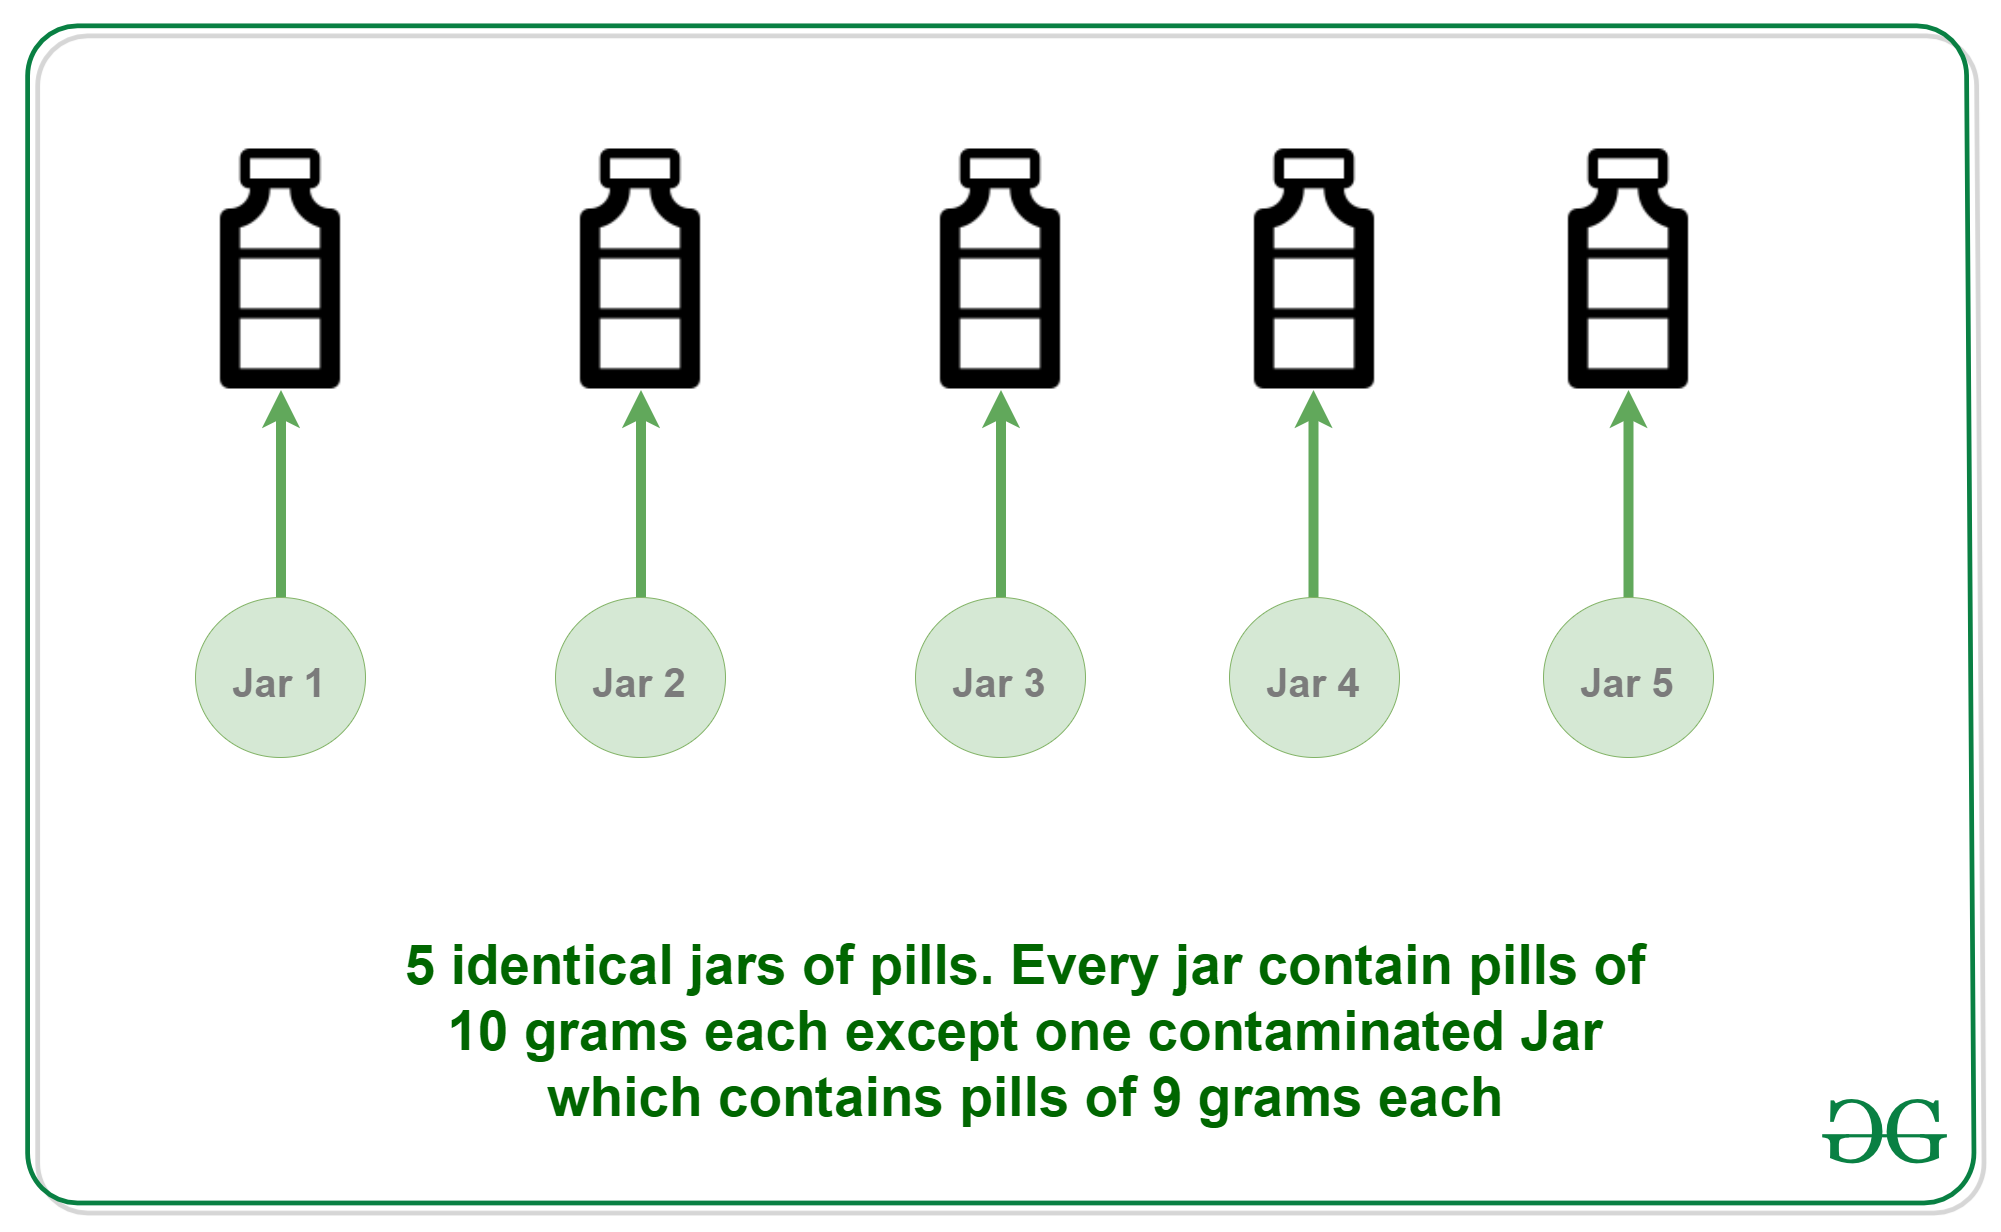 Jar 1
Jar 2
Jar 3
Jar 4
Jar 5
5 identical jars of pills. Every jar contain pills of
10 grams each except one contaminated Jar
which contains pills of 9 grams each